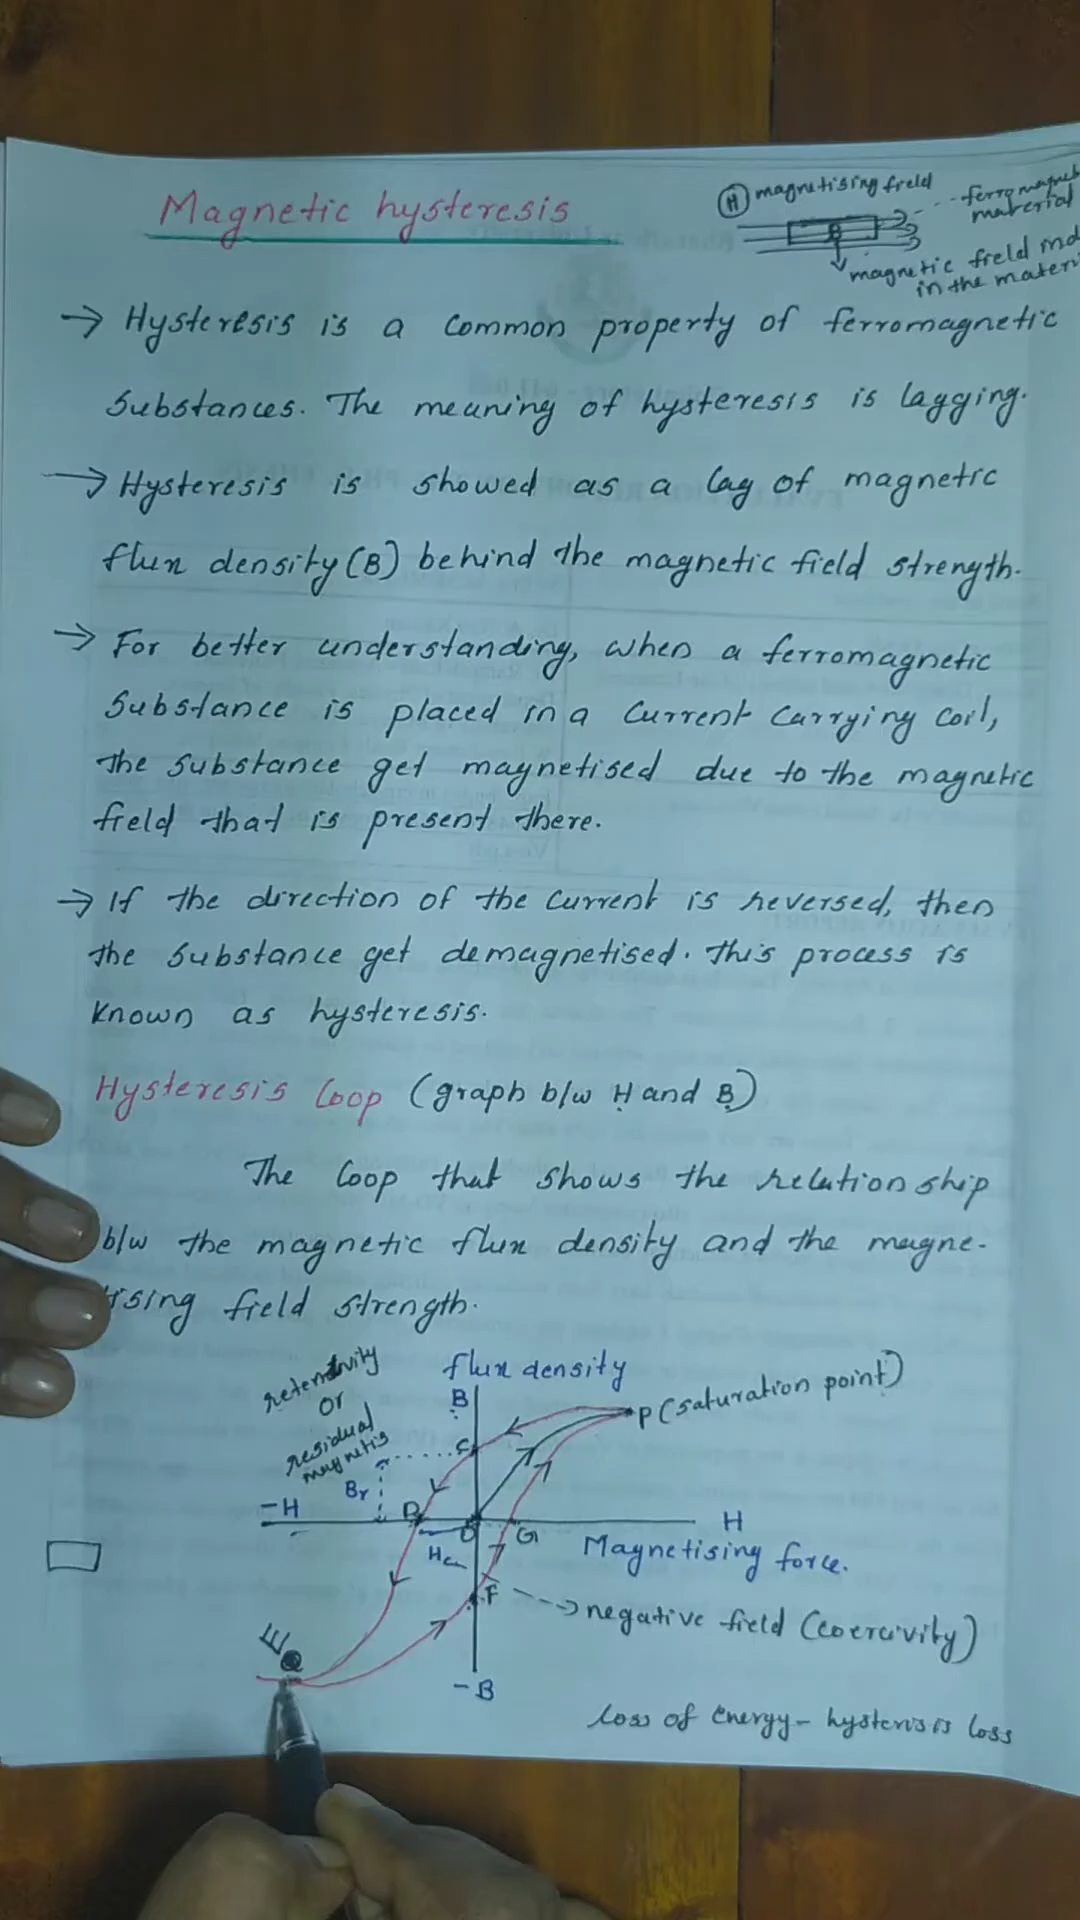 Magnetic hysteresis
(H) magnetising field
ferromagnet
material
B
magnetic field ind
in the materi
→ Hysteresis is a common property of ferromagnetic
substances. The meaning of hysteresis is lagging.
→ Hysteresis is showed as a lag of magnetic
flux density (B) behind the magnetic field strength.
→ For better understanding, when a ferromagnetic
substance is placed in a current carrying coil,
the substance get magnetised due to the magnetic
field that is present there.
→ If the direction of the current is reversed, then
the substance get demagnetised. this process is
known as hysteresis.
Hysteresis Loop (graph b/w H and B)
The loop that shows the relationship
b/w the magnetic flux density and the magne-
tising field strength.
retentivity
or
residual
magnetis
flux density
B
P (saturation point)
C
Br
-H
D
O
G
H
Hc
Magnetising force.
F
negative field (coercivity)
E
-B
loss of energy - hysterisis loss